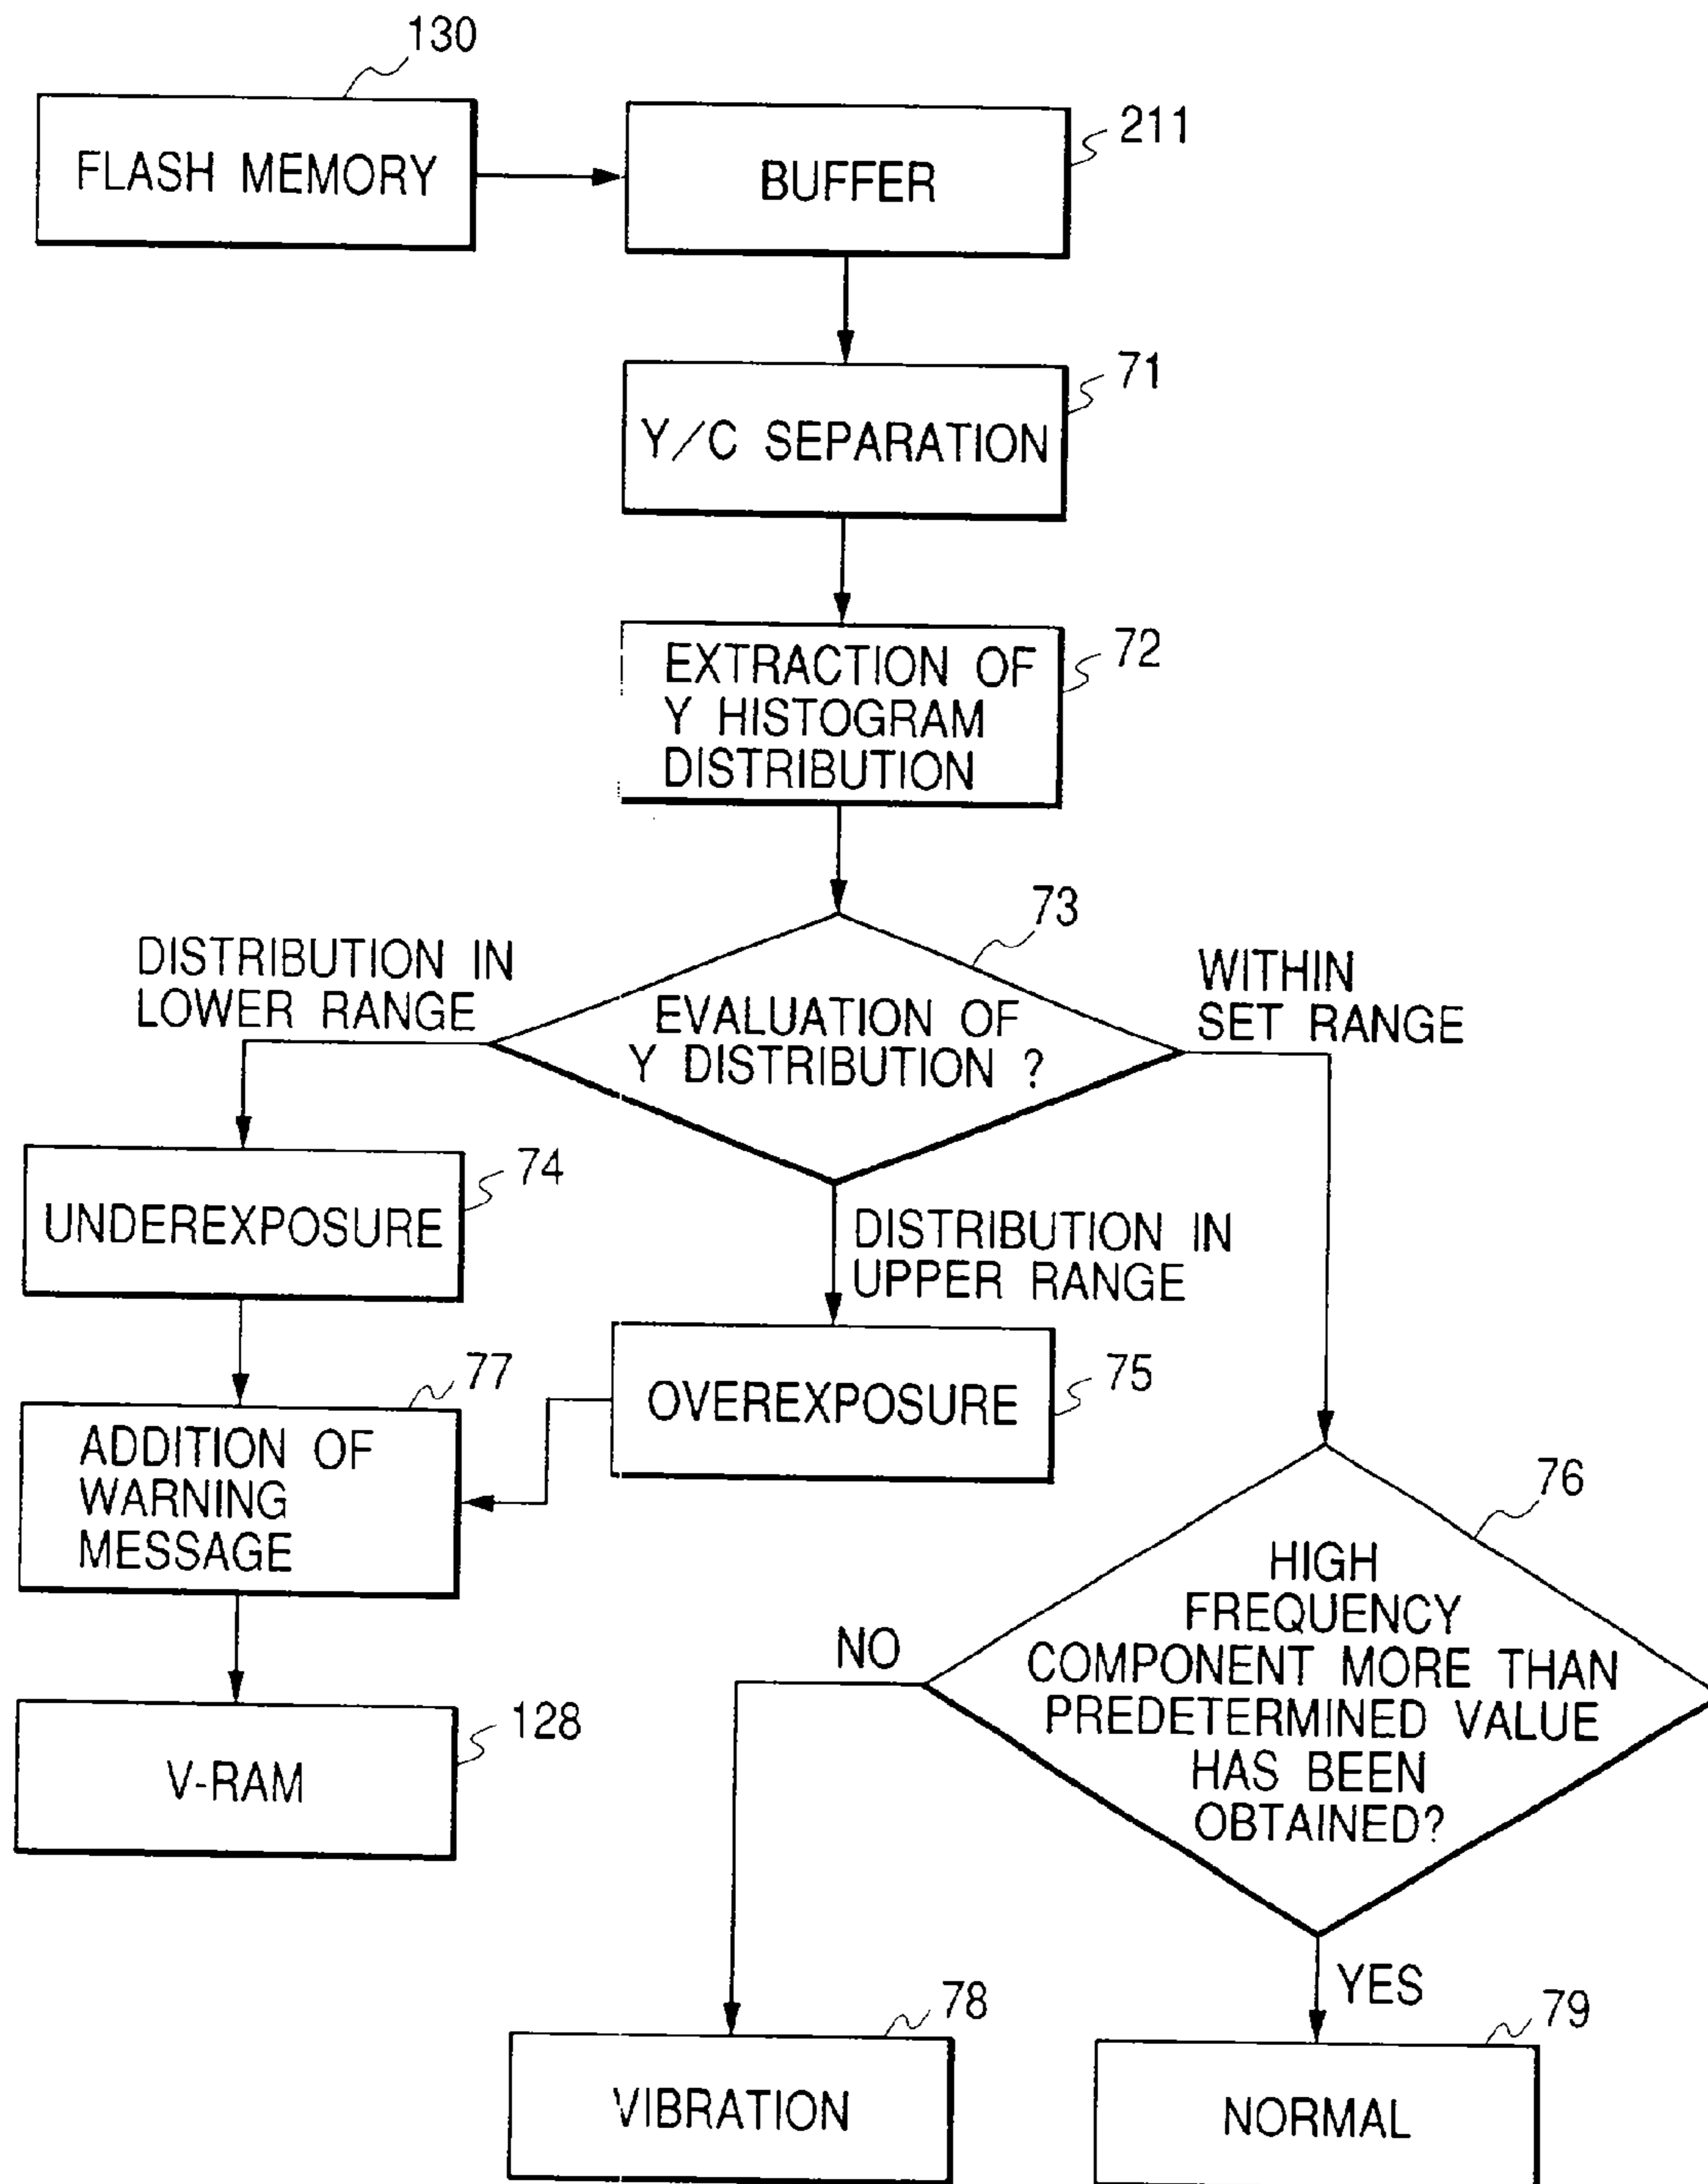 130
FLASH MEMORY
BUFFER
211
Y/C SEPARATION
71
EXTRACTION OF
Y HISTOGRAM
DISTRIBUTION
72
73
DISTRIBUTION IN
LOWER RANGE
EVALUATION OF
Y DISTRIBUTION ?
WITHIN
SET RANGE
UNDEREXPOSURE
74
DISTRIBUTION IN
UPPER RANGE
77
ADDITION OF
WARNING
MESSAGE
OVEREXPOSURE
75
76
HIGH
FREQUENCY
COMPONENT MORE THAN
PREDETERMINED VALUE
HAS BEEN
OBTAINED?
NO
V-RAM
128
YES
78
VIBRATION
79
NORMAL